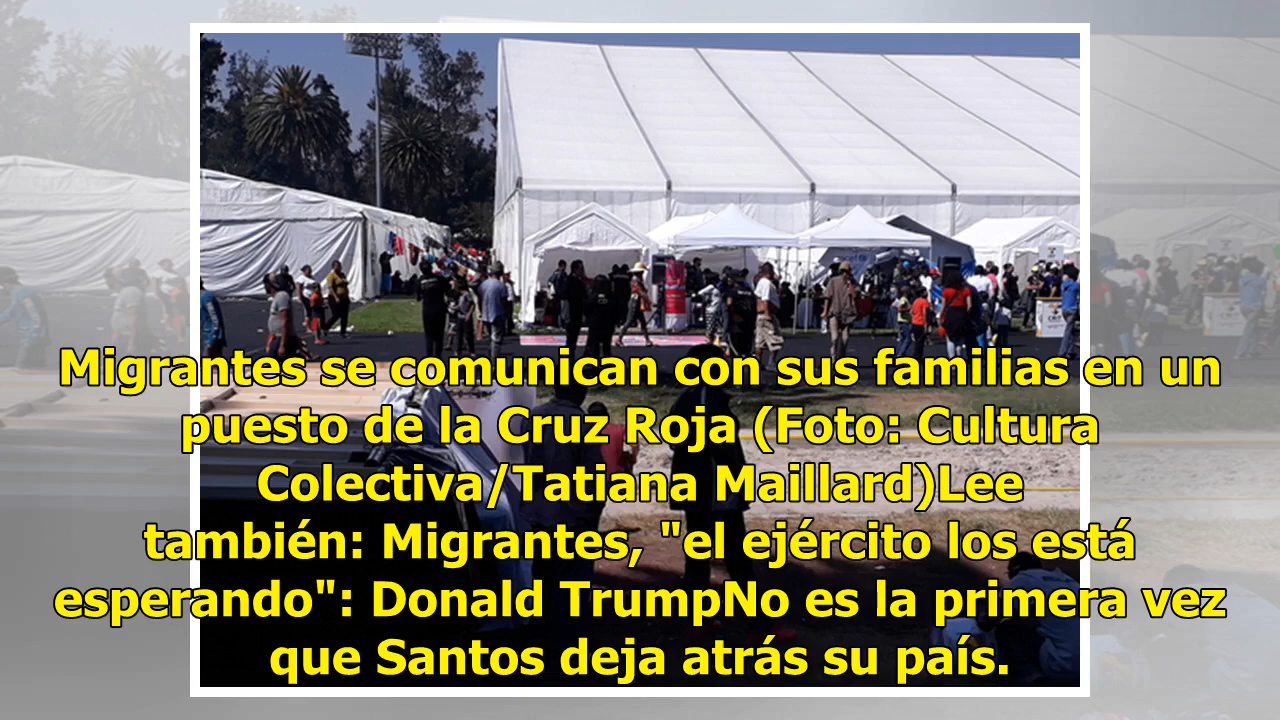 Migrantes se comunican con sus familias en un
puesto de la Cruz Roja (Foto: Cultura
Colectiva/Tatiana Maillard)Lee
también: Migrantes, "el ejército los está
esperando": Donald TrumpNo es la primera vez
que Santos deja atrás su país.